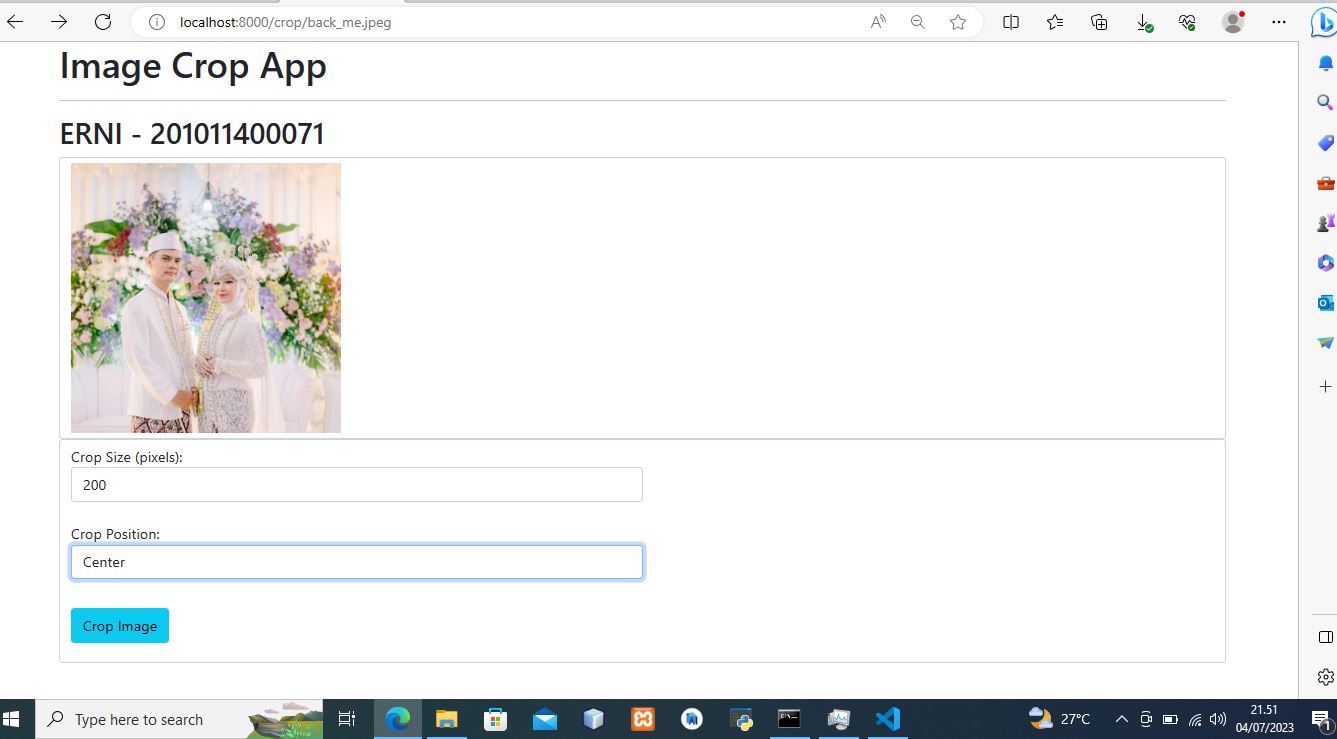 localhost:8000/crop/back_me.jpeg
Image Crop App
ERNI - 201011400071
Crop Size (pixels):
200
Crop Position:
Center
Crop Image
Type here to search
27°C
21.51
04/07/2023
1